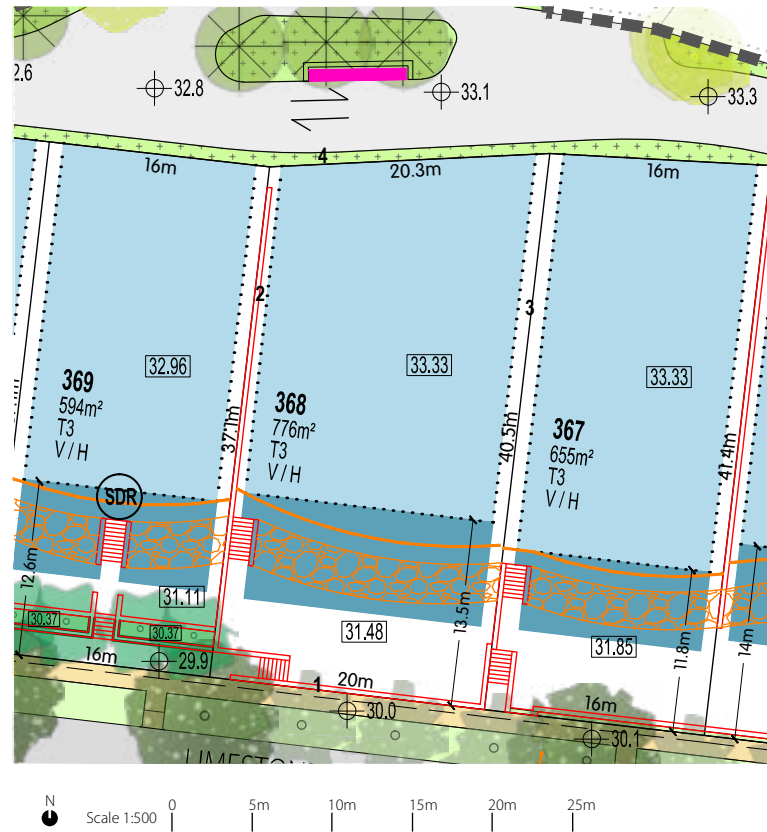 32.8
33.1
33.3
16m
4
20.3m
16m
2
3
32.96
33.33
33.33
369
594m²
T3
V / H
368
776m²
T3
V / H
367
655m²
T3
V / H
37.1m
40.5m
41.4m
SDR
12.6m
31.11
30.37
30.37
31.48
13.5m
31.85
11.8m
14m
16m
29.9
1
20m
30.0
16m
30.1
N
Scale 1:500
0
5m
10m
15m
20m
25m